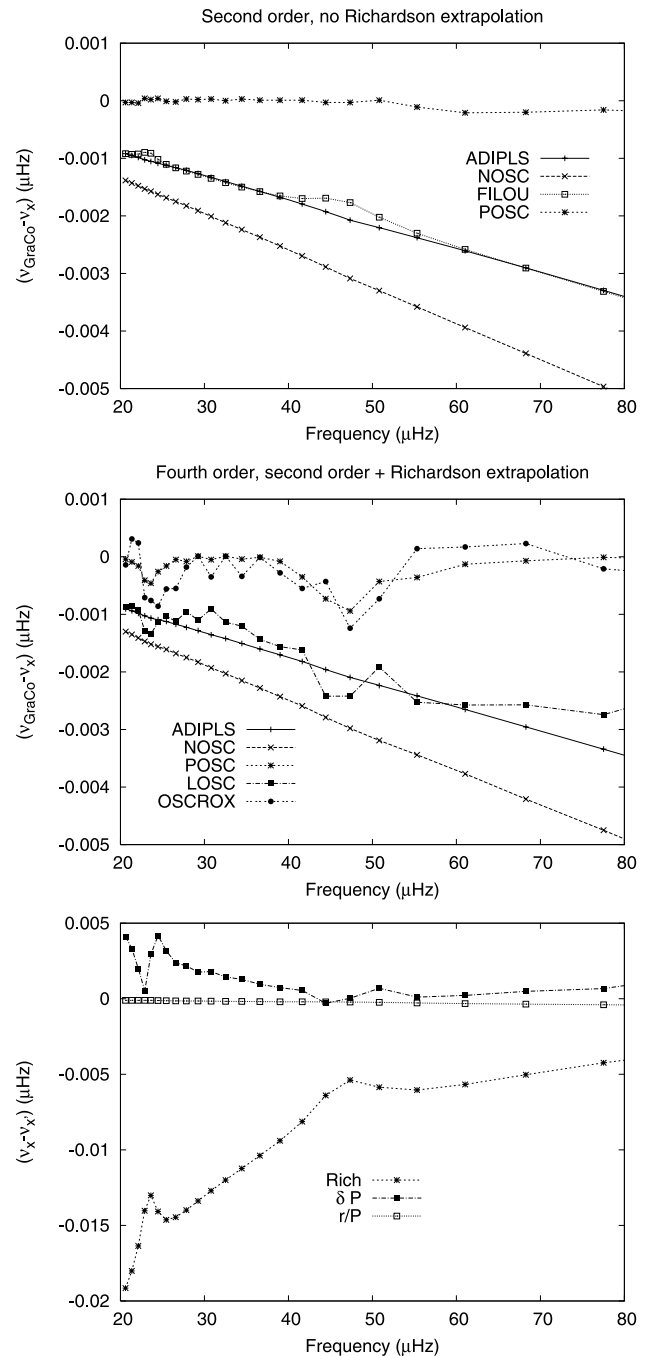 Second order, no Richardson extrapolation
0.001
0
-0.001
-0.002
-0.003
-0.004
-0.005
(νGraCo-νX) (μHz)
ADIPLS
NOSC
FILOU
POSC
20 30 40 50 60 70 80
Frequency (μHz)
Fourth order, second order + Richardson extrapolation
0.001
0
-0.001
-0.002
-0.003
-0.004
-0.005
(νGraCo-νX) (μHz)
ADIPLS
NOSC
POSC
LOSC
OSCROX
20 30 40 50 60 70 80
Frequency (μHz)
0.005
0
-0.005
-0.01
-0.015
-0.02
(νX-νX') (μHz)
Rich
δ P
r/P
20 30 40 50 60 70 80
Frequency (μHz)